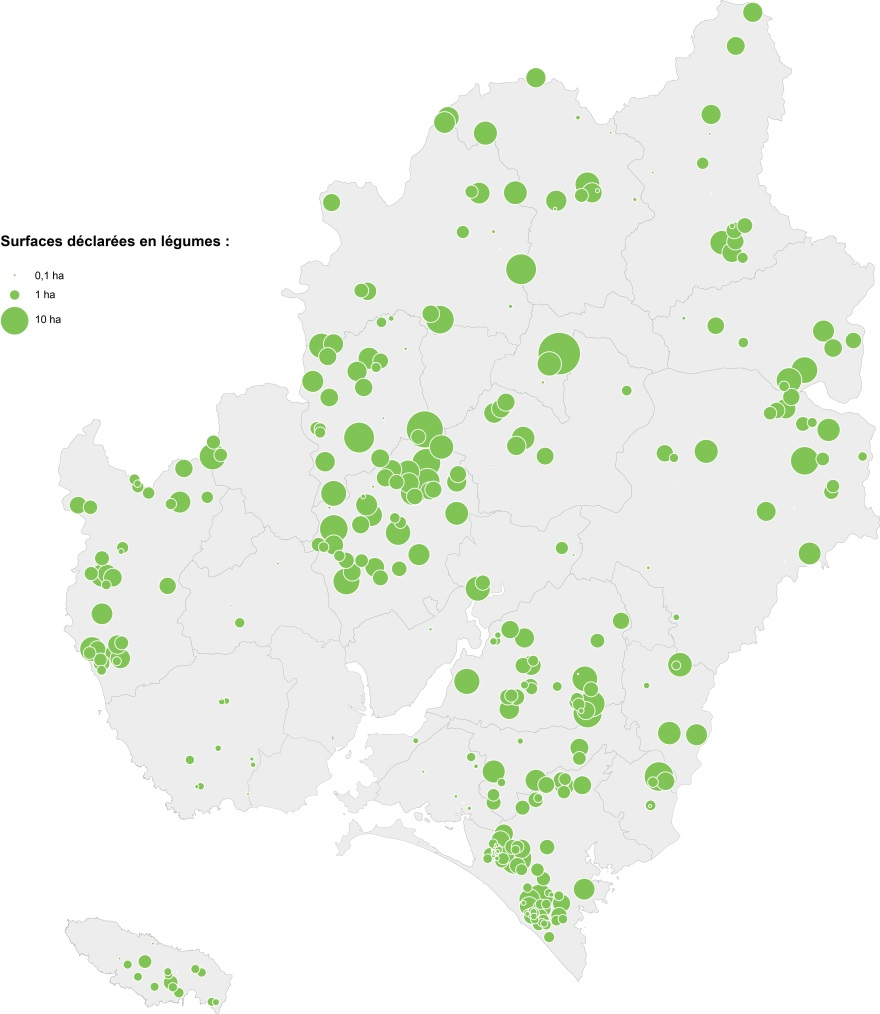 Surfaces déclarées en légumes :
0,1 ha
1 ha
10 ha